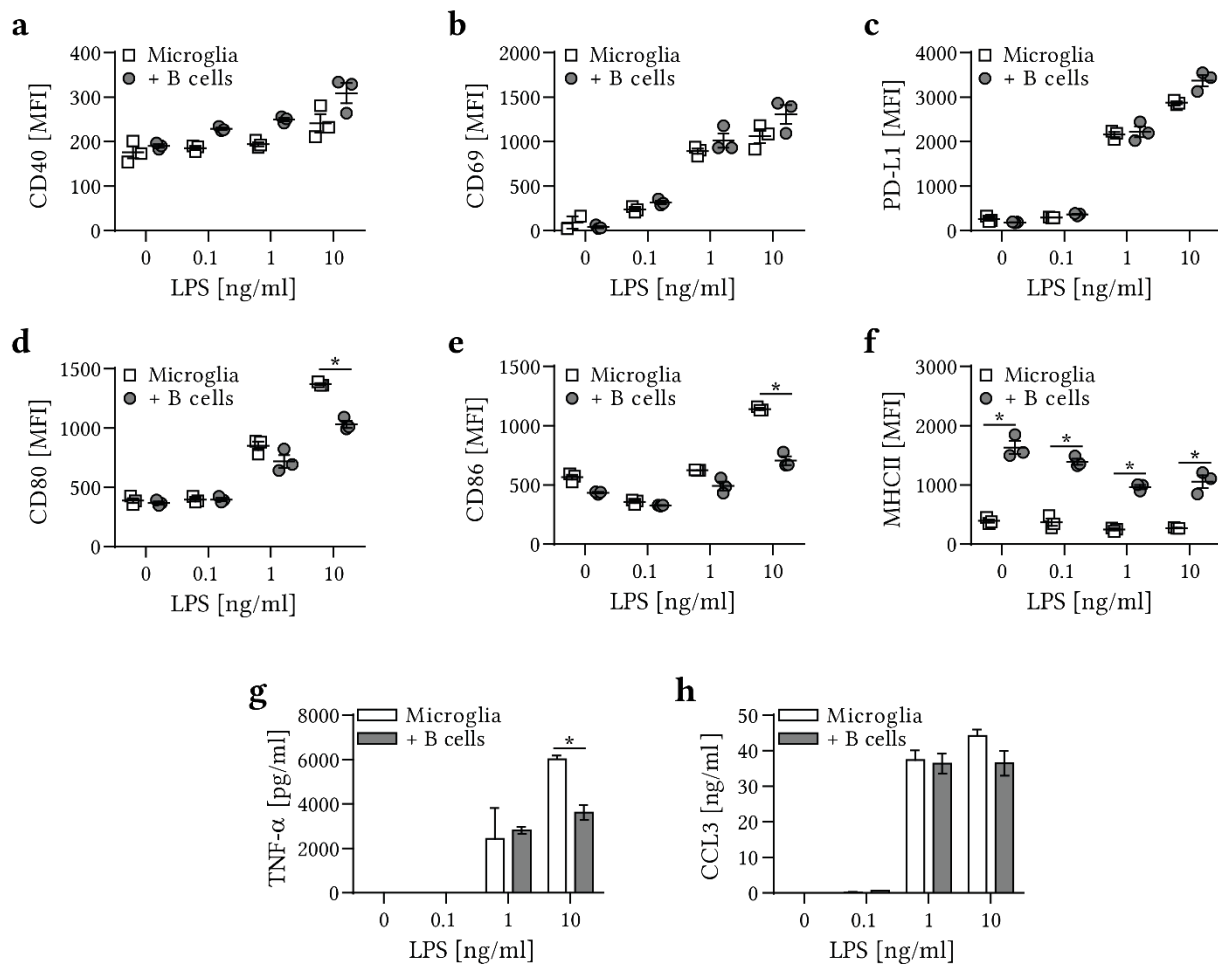 a
CD40 [MFI]
400
300
200
100
0
Microglia
+ B cells
0 0.1 1 10
LPS [ng/ml]
b
CD69 [MFI]
2000
1500
1000
500
0
Microglia
+ B cells
0 0.1 1 10
LPS [ng/ml]
c
PD-L1 [MFI]
4000
3000
2000
1000
0
Microglia
+ B cells
0 0.1 1 10
LPS [ng/ml]
d
CD80 [MFI]
1500
1000
500
0
Microglia
+ B cells
*
0 0.1 1 10
LPS [ng/ml]
e
CD86 [MFI]
1500
1000
500
0
Microglia
+ B cells
*
0 0.1 1 10
LPS [ng/ml]
f
MHCII [MFI]
3000
2000
1000
0
Microglia
+ B cells
* * * *
0 0.1 1 10
LPS [ng/ml]
g
TNF-α [pg/ml]
8000
6000
4000
2000
0
Microglia
+ B cells
*
0 0.1 1 10
LPS [ng/ml]
h
CCL3 [ng/ml]
50
40
30
20
10
0
Microglia
+ B cells
0 0.1 1 10
LPS [ng/ml]